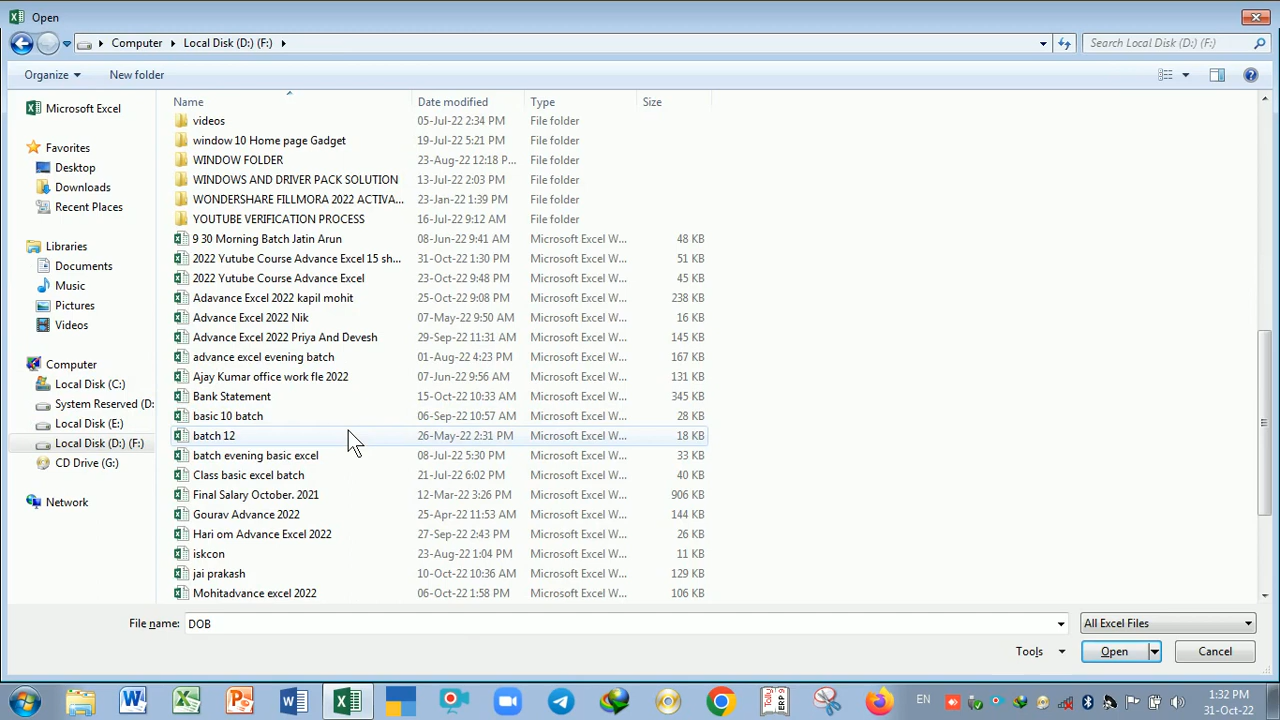 Open
Computer Local Disk (D:) (F:) Search Local Disk (D:) (F:)
Organize New folder
Microsoft Excel
Favorites
Desktop
Downloads
Recent Places
Libraries
Documents
Music
Pictures
Videos
Computer
Local Disk (C:)
System Reserved (D:
Local Disk (E:)
Local Disk (D:) (F:)
CD Drive (G:)
Network
Name Date modified Type Size
videos 05-Jul-22 2:34 PM File folder
window 10 Home page Gadget 19-Jul-22 5:21 PM File folder
WINDOW FOLDER 23-Aug-22 12:18 P... File folder
WINDOWS AND DRIVER PACK SOLUTION 13-Jul-22 2:03 PM File folder
WONDERSHARE FILLMORA 2022 ACTIVA... 23-Jan-22 1:39 PM File folder
YOUTUBE VERIFICATION PROCESS 16-Jul-22 9:12 AM File folder
9 30 Morning Batch Jatin Arun 08-Jun-22 9:41 AM Microsoft Excel W... 48 KB
2022 Yutube Course Advance Excel 15 sh... 31-Oct-22 1:30 PM Microsoft Excel W... 51 KB
2022 Yutube Course Advance Excel 23-Oct-22 9:48 PM Microsoft Excel W... 45 KB
Adavance Excel 2022 kapil mohit 25-Oct-22 9:08 PM Microsoft Excel W... 238 KB
Advance Excel 2022 Nik 07-May-22 9:50 AM Microsoft Excel W... 16 KB
Advance Excel 2022 Priya And Devesh 29-Sep-22 11:31 AM Microsoft Excel W... 145 KB
advance excel evening batch 01-Aug-22 4:23 PM Microsoft Excel W... 167 KB
Ajay Kumar office work fle 2022 07-Jun-22 9:56 AM Microsoft Excel W... 131 KB
Bank Statement 15-Oct-22 10:33 AM Microsoft Excel W... 345 KB
basic 10 batch 06-Sep-22 10:57 AM Microsoft Excel W... 28 KB
batch 12 26-May-22 2:31 PM Microsoft Excel W... 18 KB
batch evening basic excel 08-Jul-22 5:30 PM Microsoft Excel W... 33 KB
Class basic excel batch 21-Jul-22 6:02 PM Microsoft Excel W... 40 KB
Final Salary October. 2021 12-Mar-22 3:26 PM Microsoft Excel W... 906 KB
Gourav Advance 2022 25-Apr-22 11:53 AM Microsoft Excel W... 144 KB
Hari om Advance Excel 2022 27-Sep-22 2:43 PM Microsoft Excel W... 26 KB
iskcon 23-Aug-22 1:04 PM Microsoft Excel W... 11 KB
jai prakash 10-Oct-22 10:36 AM Microsoft Excel W... 129 KB
Mohitadvance excel 2022 06-Oct-22 1:58 PM Microsoft Excel W... 106 KB
File name: DOB All Excel Files
Tools Open Cancel
EN 1:32 PM
31-Oct-22